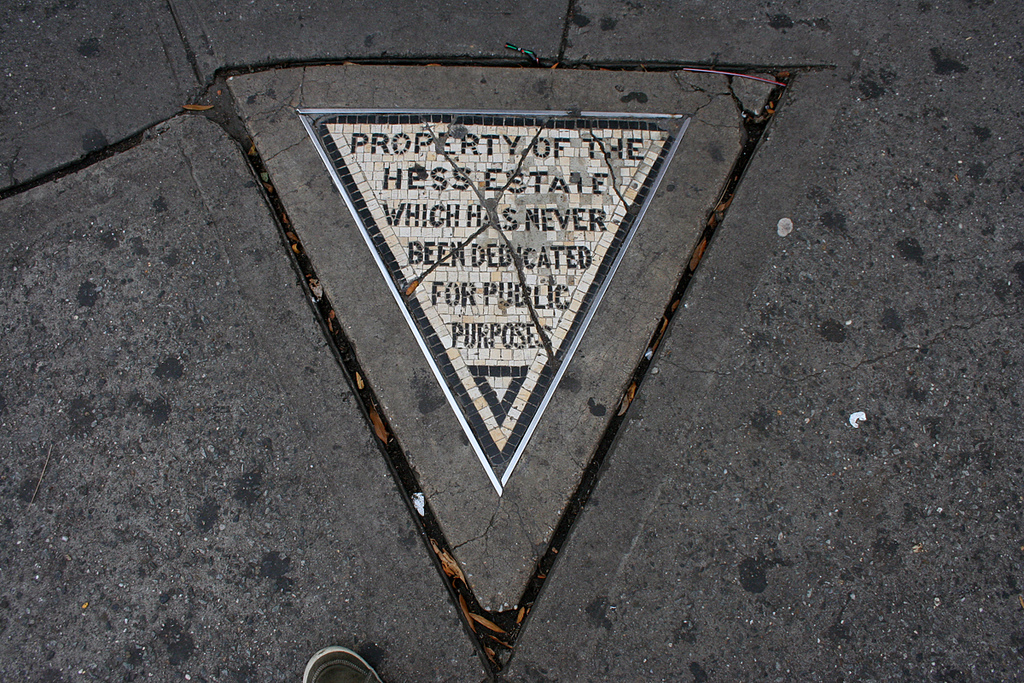 PROPERTY OF THE
HESS ESTATE
WHICH HAS NEVER
BEEN DEDICATED
FOR PUBLIC
PURPOSES